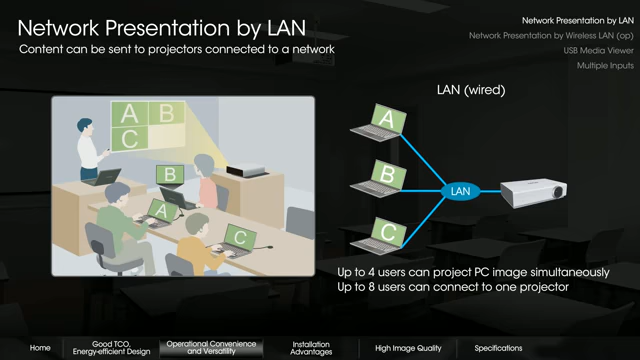 Network Presentation by LAN
Content can be sent to projectors connected to a network
Network Presentation by LAN
Network Presentation by Wireless LAN (op)
USB Media Viewer
Multiple Inputs
A B
C
B
A
C
LAN (wired)
A
B
LAN
C
Up to 4 users can project PC image simultaneously
Up to 8 users can connect to one projector
Home
Good TCO,
Energy-efficient Design
Operational Convenience
and Versatility
Installation
Advantages
High Image Quality
Specifications